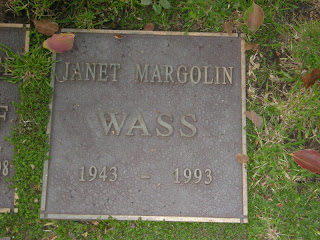 JANET MARGOLIN
WASS
1943 - 1993